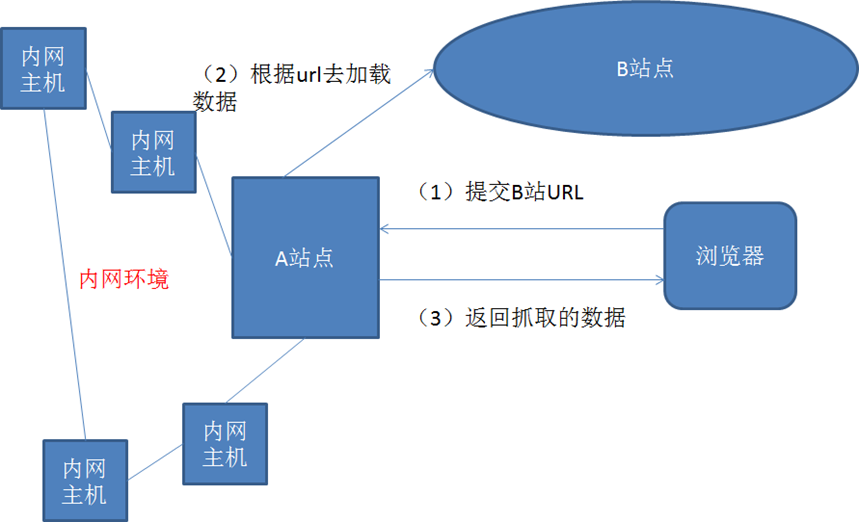 内网
主机
B站点
（2）根据url去加载
数据
内网
主机
（1）提交B站URL
A站点
浏览器
内网环境
（3）返回抓取的数据
内网
主机
内网
主机